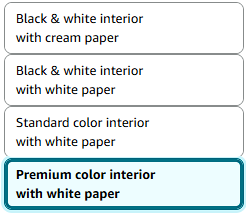 Black & white interior
with cream paper
Black & white interior
with white paper
Standard color interior
with white paper
Premium color interior
with white paper